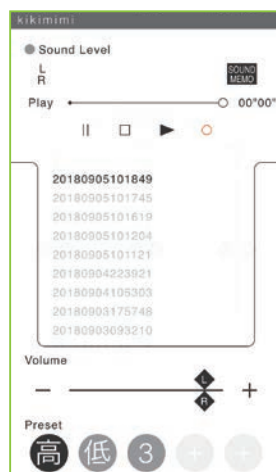 kikimimi
Sound Level
L
R
SOUND
MEMO
Play 00"00"
20180905101849
20180905101745
20180905101619
20180905101204
20180905101121
20180904223921
20180904105303
20180903175748
20180903093210
Volume
L
R
Preset
高 低 3 + +